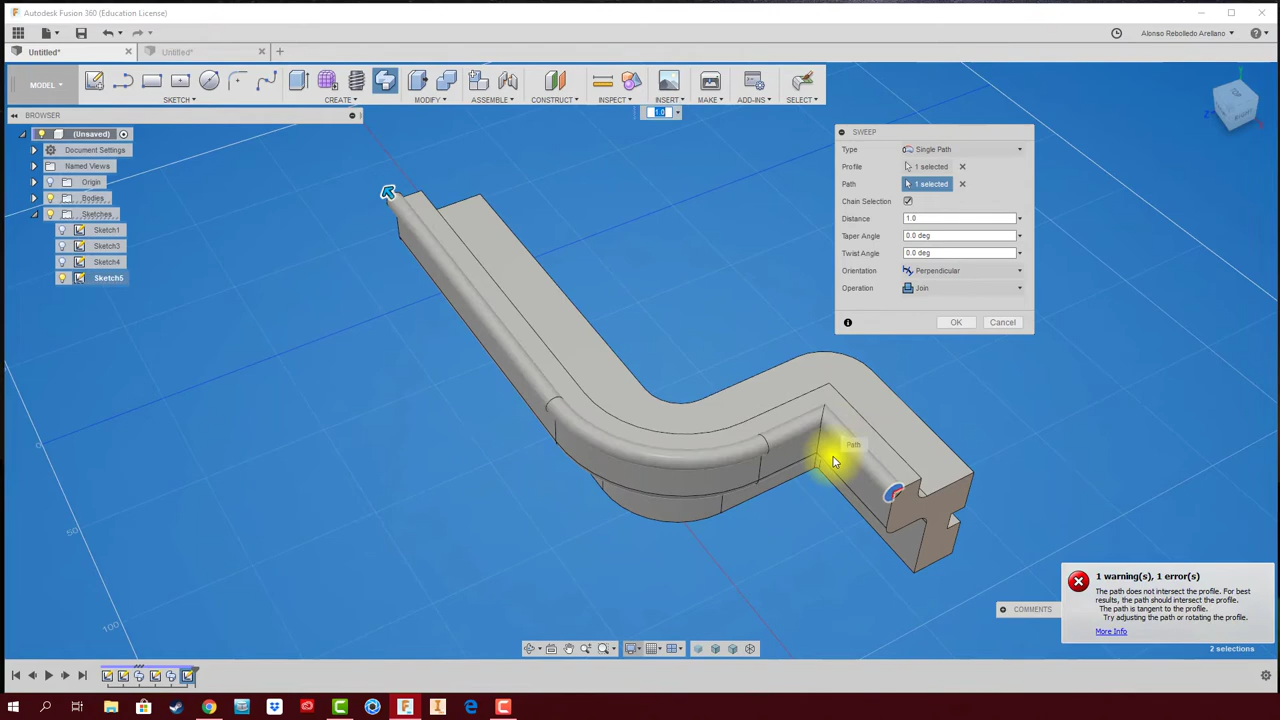 Autodesk Fusion 360 (Education License)
Alonso Rebolledo Arellano
Untitled*
Untitled*
MODEL
SKETCH
CREATE
MODIFY
ASSEMBLE
CONSTRUCT
INSPECT
INSERT
MAKE
ADD-INS
SELECT
BROWSER
1.0
(Unsaved)
Document Settings
Named Views
Origin
Bodies
Sketches
Sketch1
Sketch3
Sketch4
Sketch5
SWEEP
Type Single Path
Profile 1 selected
Path 1 selected
Chain Selection
Distance 1.0
Taper Angle 0.0 deg
Twist Angle 0.0 deg
Orientation Perpendicular
Operation Join
OK Cancel
Path
0
50
100
1 warning(s), 1 error(s)
The path does not intersect the profile. For best
results, the path should intersect the profile.
The path is tangent to the profile.
Try adjusting the path or rotating the profile.
More Info
COMMENTS
2 selections